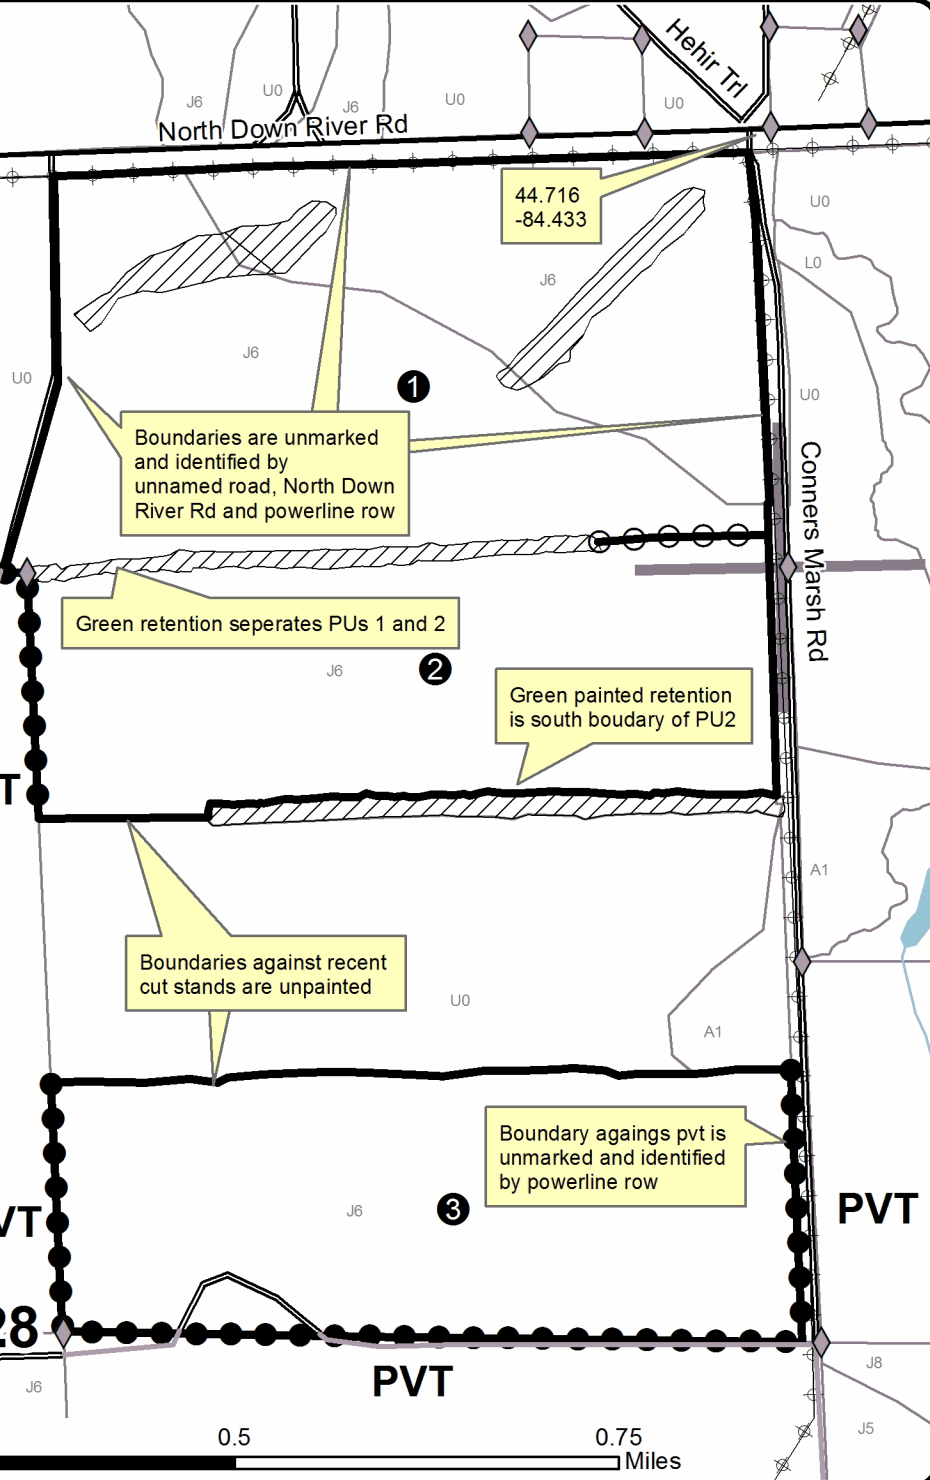 Hehir Trl
J6
U0
J6
U0
U0
North Down River Rd
44.716
-84.433
U0
L0
J6
J6
U0
1
U0
Boundaries are unmarked
and identified by
unnamed road, North Down
River Rd and powerline row
Conners Marsh Rd
Green retention seperates PUs 1 and 2
J6
2
Green painted retention
is south boudary of PU2
T
A1
Boundaries against recent
cut stands are unpainted
U0
A1
Boundary agaings pvt is
unmarked and identified
by powerline row
VT
J6
3
PVT
28
PVT
J6
J8
J5
0.5
0.75
Miles